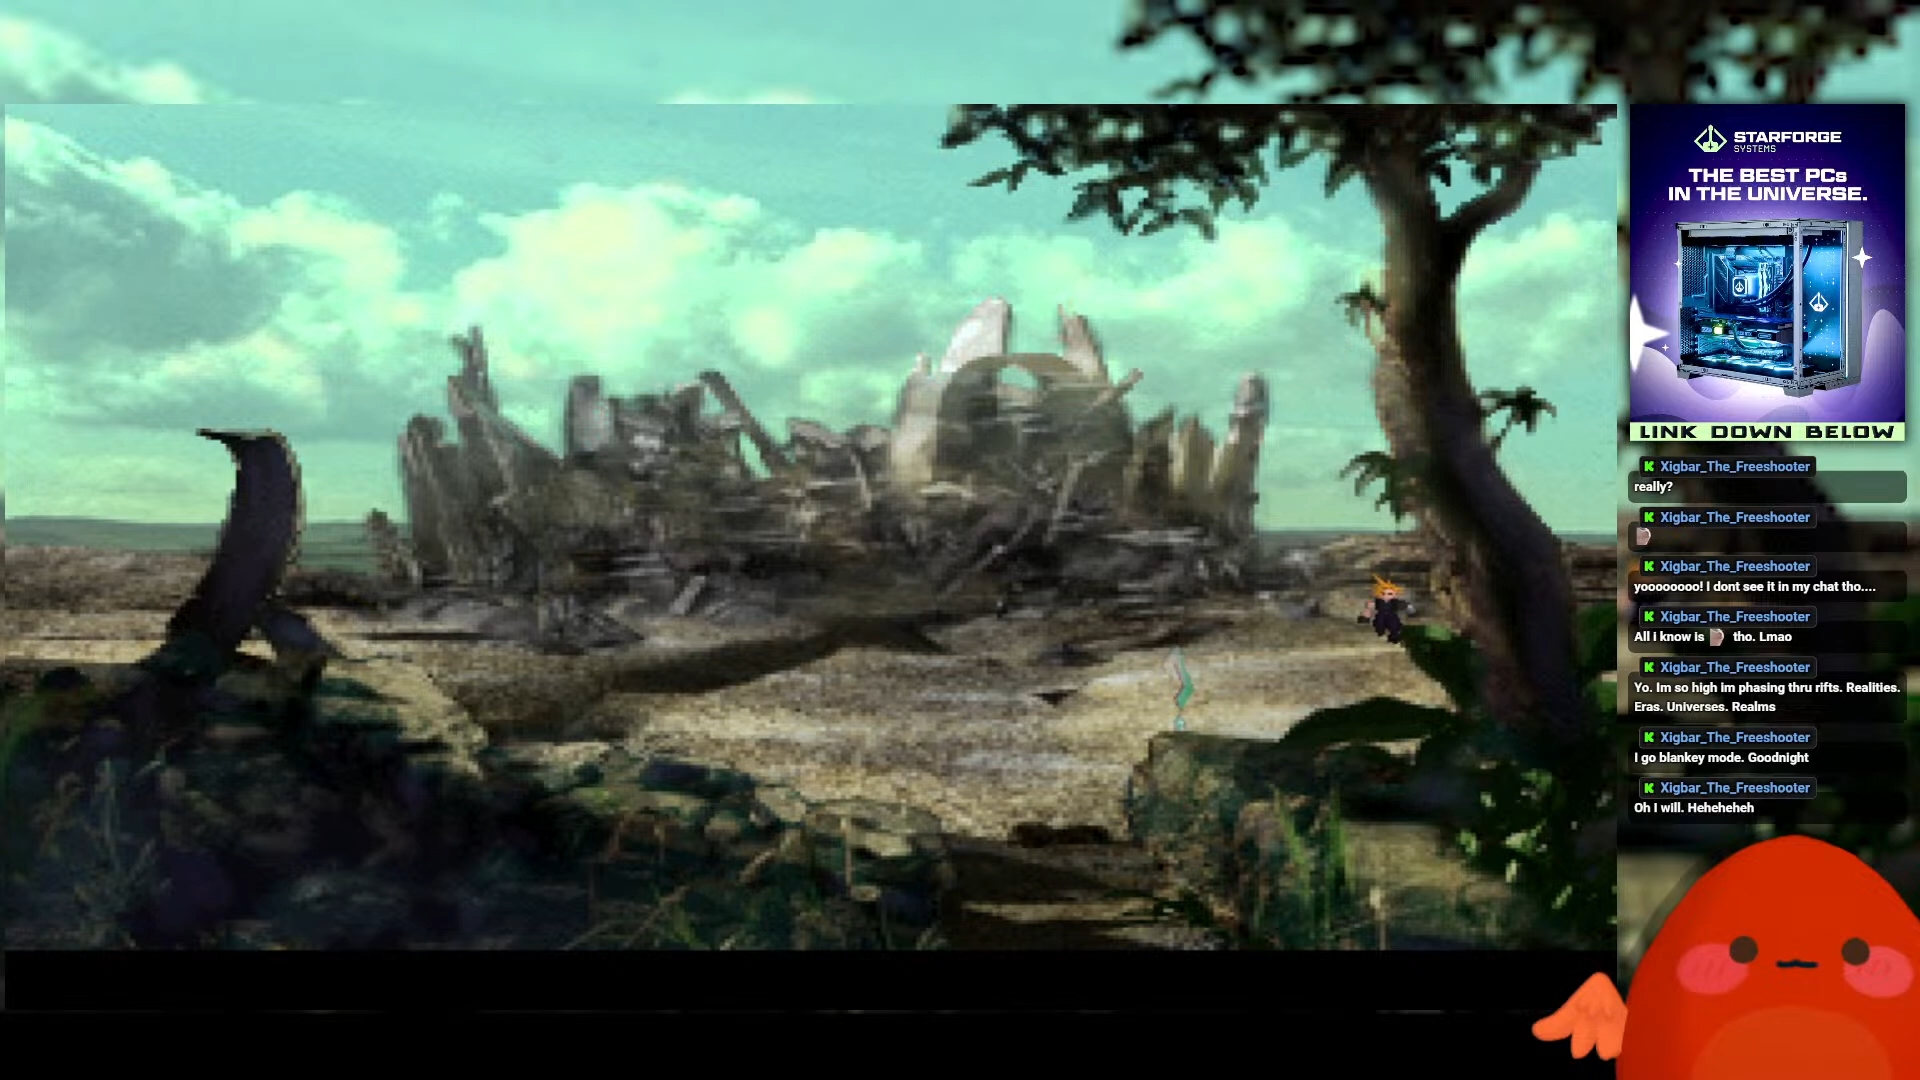 STARFORGE
SYSTEMS
THE BEST PCs
IN THE UNIVERSE.
LINK DOWN BELOW
Xigbar_The_Freeshooter
really?
Xigbar_The_Freeshooter
Xigbar_The_Freeshooter
yoooooooo! I dont see it in my chat tho....
Xigbar_The_Freeshooter
All I know is tho. Lmao
Xigbar_The_Freeshooter
Yo. Im so high im phasing thru rifts. Realities.
Eras. Universes. Realms
Xigbar_The_Freeshooter
I go blankey mode. Goodnight
Xigbar_The_Freeshooter
Oh I will. Heheheheh